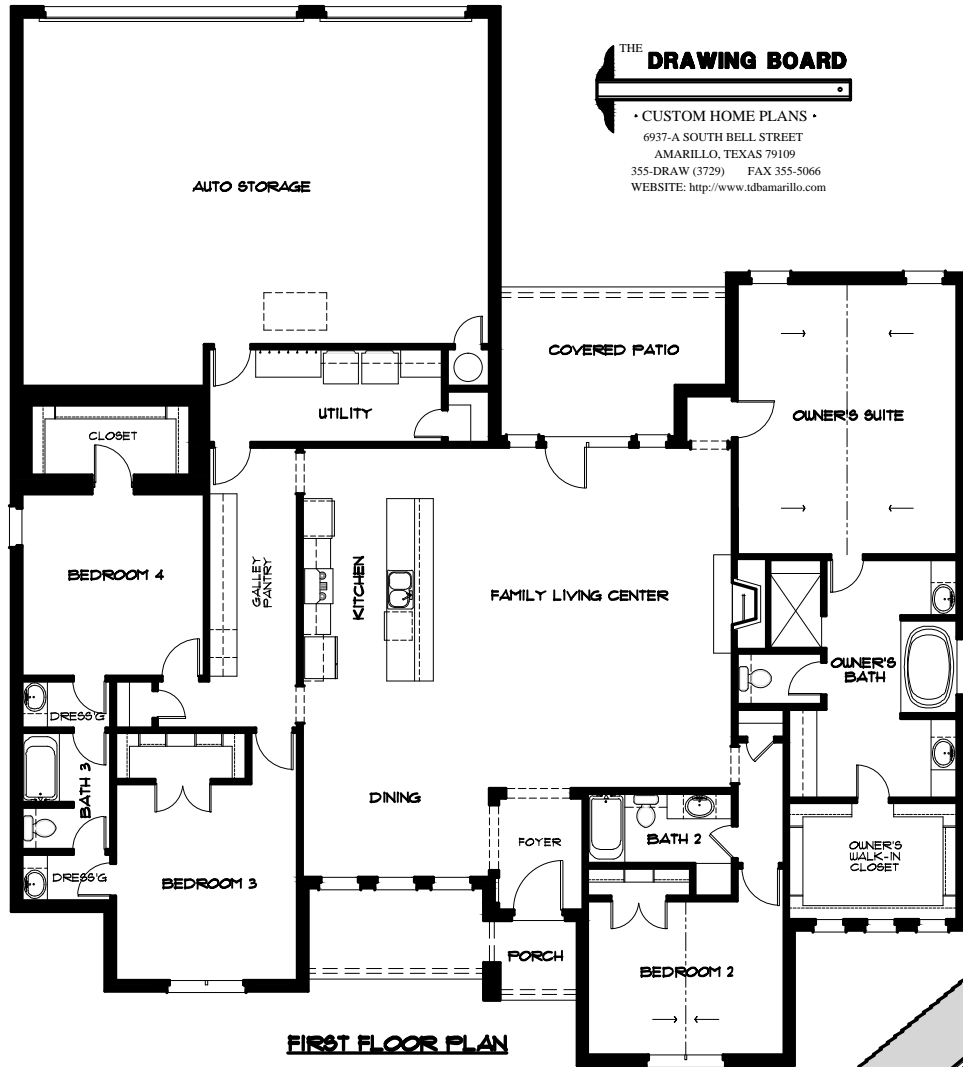 THE
DRAWING BOARD
• CUSTOM HOME PLANS •
6937-A SOUTH BELL STREET
AMARILLO, TEXAS 79109
355-DRAW (3729) FAX 355-5066
WEBSITE: http://www.tdbamarillo.com
AUTO STORAGE
COVERED PATIO
OWNER'S SUITE
UTILITY
CLOSET
BEDROOM 4
GALLEY
PANTRY
KITCHEN
FAMILY LIVING CENTER
OWNER'S
BATH
DRESS'G
BATH 3
DRESS'G
BEDROOM 3
DINING
FOYER
BATH 2
OWNER'S
WALK-IN
CLOSET
PORCH
BEDROOM 2
FIRST FLOOR PLAN